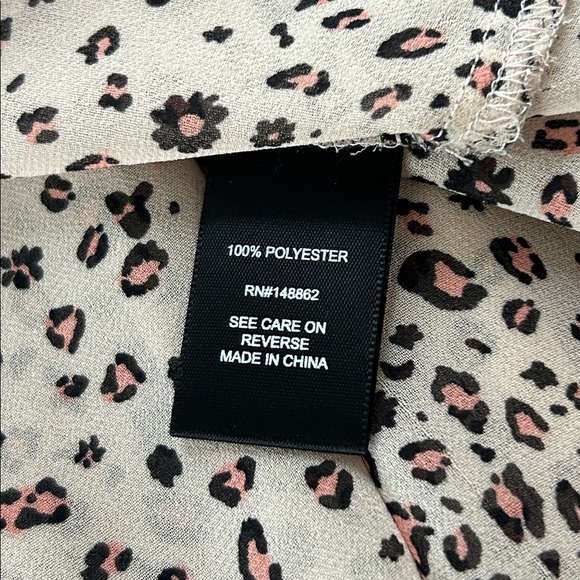 100% POLYESTER
RN#148862
SEE CARE ON
REVERSE
MADE IN CHINA